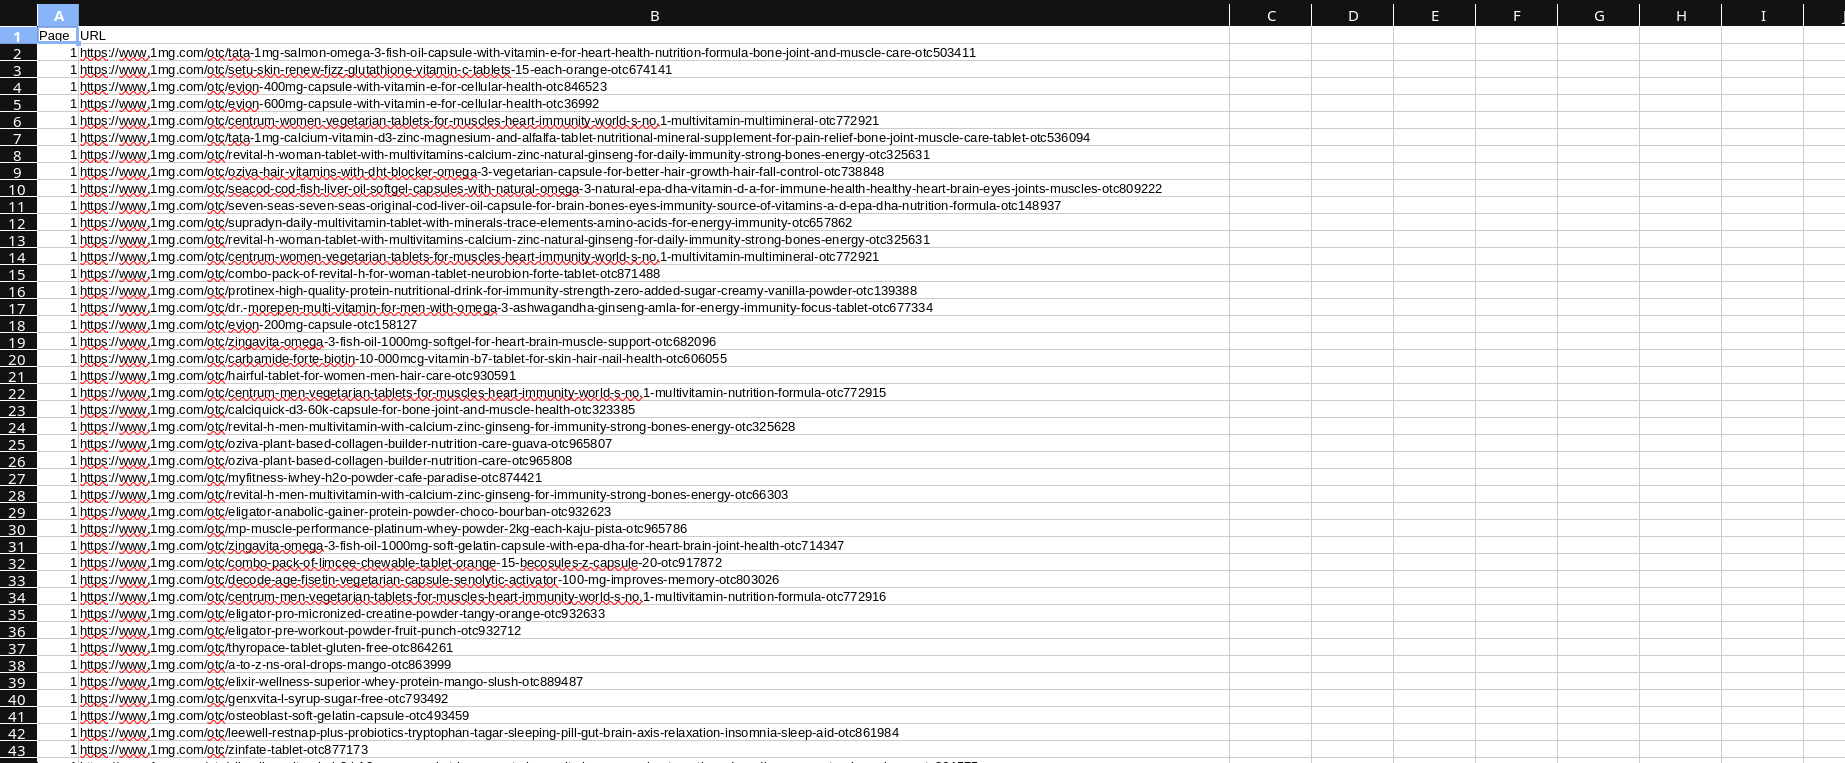 A B C D E F G H I
1 Page URL
2 1 https://www.1mg.com/otc/tata-1mg-salmon-omega-3-fish-oil-capsule-with-vitamin-e-for-heart-health-nutrition-formula-bone-joint-and-muscle-care-otc503411
3 1 https://www.1mg.com/otc/setu-skin-renew-fizz-glutathione-vitamin-c-tablets-15-each-orange-otc674141
4 1 https://www.1mg.com/otc/evion-400mg-capsule-with-vitamin-e-for-cellular-health-otc846523
5 1 https://www.1mg.com/otc/evion-600mg-capsule-with-vitamin-e-for-cellular-health-otc36992
6 1 https://www.1mg.com/otc/centrum-women-vegetarian-tablets-for-muscles-heart-immunity-world-s-no.1-multivitamin-multimineral-otc772921
7 1 https://www.1mg.com/otc/tata-1mg-calcium-vitamin-d3-zinc-magnesium-and-alfalfa-tablet-nutritional-mineral-supplement-for-pain-relief-bone-joint-muscle-care-tablet-otc536094
8 1 https://www.1mg.com/otc/revital-h-woman-tablet-with-multivitamins-calcium-zinc-natural-ginseng-for-daily-immunity-strong-bones-energy-otc325631
9 1 https://www.1mg.com/otc/oziva-hair-vitamins-with-dht-blocker-omega-3-vegetarian-capsule-for-better-hair-growth-hair-fall-control-otc738848
10 1 https://www.1mg.com/otc/seacod-cod-fish-liver-oil-softgel-capsules-with-natural-omega-3-natural-epa-dha-vitamin-d-a-for-immune-health-healthy-heart-brain-eyes-joints-muscles-otc809222
11 1 https://www.1mg.com/otc/seven-seas-seven-seas-original-cod-liver-oil-capsule-for-brain-bones-eyes-immunity-source-of-vitamins-a-d-epa-dha-nutrition-formula-otc148937
12 1 https://www.1mg.com/otc/supradyn-daily-multivitamin-tablet-with-minerals-trace-elements-amino-acids-for-energy-immunity-otc657862
13 1 https://www.1mg.com/otc/revital-h-woman-tablet-with-multivitamins-calcium-zinc-natural-ginseng-for-daily-immunity-strong-bones-energy-otc325631
14 1 https://www.1mg.com/otc/centrum-women-vegetarian-tablets-for-muscles-heart-immunity-world-s-no.1-multivitamin-multimineral-otc772921
15 1 https://www.1mg.com/otc/combo-pack-of-revital-h-for-woman-tablet-neurobion-forte-tablet-otc871488
16 1 https://www.1mg.com/otc/protinex-high-quality-protein-nutritional-drink-for-immunity-strength-zero-added-sugar-creamy-vanilla-powder-otc139388
17 1 https://www.1mg.com/otc/dr.-morepen-multi-vitamin-for-men-with-omega-3-ashwagandha-ginseng-amla-for-energy-immunity-focus-tablet-otc677334
18 1 https://www.1mg.com/otc/evion-200mg-capsule-otc158127
19 1 https://www.1mg.com/otc/zingavita-omega-3-fish-oil-1000mg-softgel-for-heart-brain-muscle-support-otc682096
20 1 https://www.1mg.com/otc/carbamide-forte-biotin-10-000mcg-vitamin-b7-tablet-for-skin-hair-nail-health-otc606055
21 1 https://www.1mg.com/otc/hairful-tablet-for-women-men-hair-care-otc930591
22 1 https://www.1mg.com/otc/centrum-men-vegetarian-tablets-for-muscles-heart-immunity-world-s-no.1-multivitamin-nutrition-formula-otc772915
23 1 https://www.1mg.com/otc/calciquick-d3-60k-capsule-for-bone-joint-and-muscle-health-otc323385
24 1 https://www.1mg.com/otc/revital-h-men-multivitamin-with-calcium-zinc-ginseng-for-immunity-strong-bones-energy-otc325628
25 1 https://www.1mg.com/otc/oziva-plant-based-collagen-builder-nutrition-care-guava-otc965807
26 1 https://www.1mg.com/otc/oziva-plant-based-collagen-builder-nutrition-care-otc965808
27 1 https://www.1mg.com/otc/myfitness-iwhey-h2o-powder-cafe-paradise-otc874421
28 1 https://www.1mg.com/otc/revital-h-men-multivitamin-with-calcium-zinc-ginseng-for-immunity-strong-bones-energy-otc66303
29 1 https://www.1mg.com/otc/eligator-anabolic-gainer-protein-powder-choco-bourban-otc932623
30 1 https://www.1mg.com/otc/mp-muscle-performance-platinum-whey-powder-2kg-each-kaju-pista-otc965786
31 1 https://www.1mg.com/otc/zingavita-omega-3-fish-oil-1000mg-soft-gelatin-capsule-with-epa-dha-for-heart-brain-joint-health-otc714347
32 1 https://www.1mg.com/otc/combo-pack-of-limcee-chewable-tablet-orange-15-becosules-z-capsule-20-otc917872
33 1 https://www.1mg.com/otc/decode-age-fisetin-vegetarian-capsule-senolytic-activator-100-mg-improves-memory-otc803026
34 1 https://www.1mg.com/otc/centrum-men-vegetarian-tablets-for-muscles-heart-immunity-world-s-no.1-multivitamin-nutrition-formula-otc772916
35 1 https://www.1mg.com/otc/eligator-pro-micronized-creatine-powder-tangy-orange-otc932633
36 1 https://www.1mg.com/otc/eligator-pre-workout-powder-fruit-punch-otc932712
37 1 https://www.1mg.com/otc/thyropace-tablet-gluten-free-otc864261
38 1 https://www.1mg.com/otc/a-to-z-ns-oral-drops-mango-otc863999
39 1 https://www.1mg.com/otc/elixir-wellness-superior-whey-protein-mango-slush-otc889487
40 1 https://www.1mg.com/otc/genxvita-l-syrup-sugar-free-otc793492
41 1 https://www.1mg.com/otc/osteoblast-soft-gelatin-capsule-otc493459
42 1 https://www.1mg.com/otc/leewell-restnap-plus-probiotics-tryptophan-tagar-sleeping-pill-gut-brain-axis-relaxation-insomnia-sleep-aid-otc861984
43 1 https://www.1mg.com/otc/zinfate-tablet-otc877173